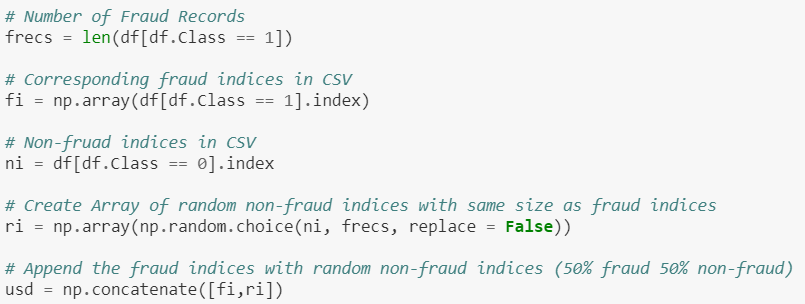 # Number of Fraud Records
frecs = len(df[df.Class == 1])
# Corresponding fraud indices in CSV
fi = np.array(df[df.Class == 1].index)
# Non-fruad indices in CSV
ni = df[df.Class == 0].index
# Create Array of random non-fraud indices with same size as fraud indices
ri = np.array(np.random.choice(ni, frecs, replace = False))
# Append the fraud indices with random non-fraud indices (50% fraud 50% non-fraud)
usd = np.concatenate([fi,ri])